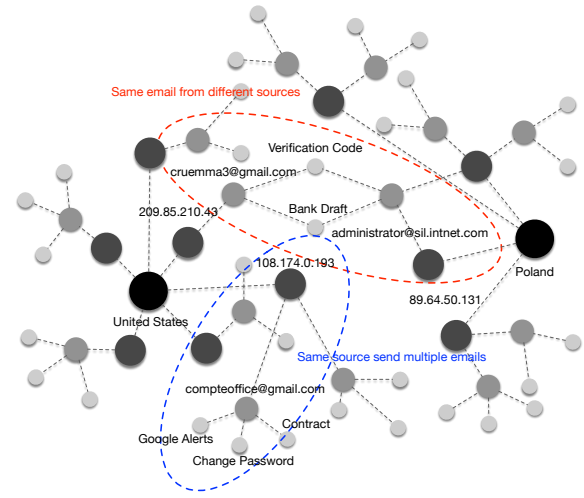 Same email from different sources
Verification Code
cruemma3@gmail.com
Bank Draft
209.85.210.43
administrator@sil.intnet.com
108.174.0.193
Poland
89.64.50.131
United States
Same source send multiple emails
compteoffice@gmail.com
Contract
Google Alerts
Change Password